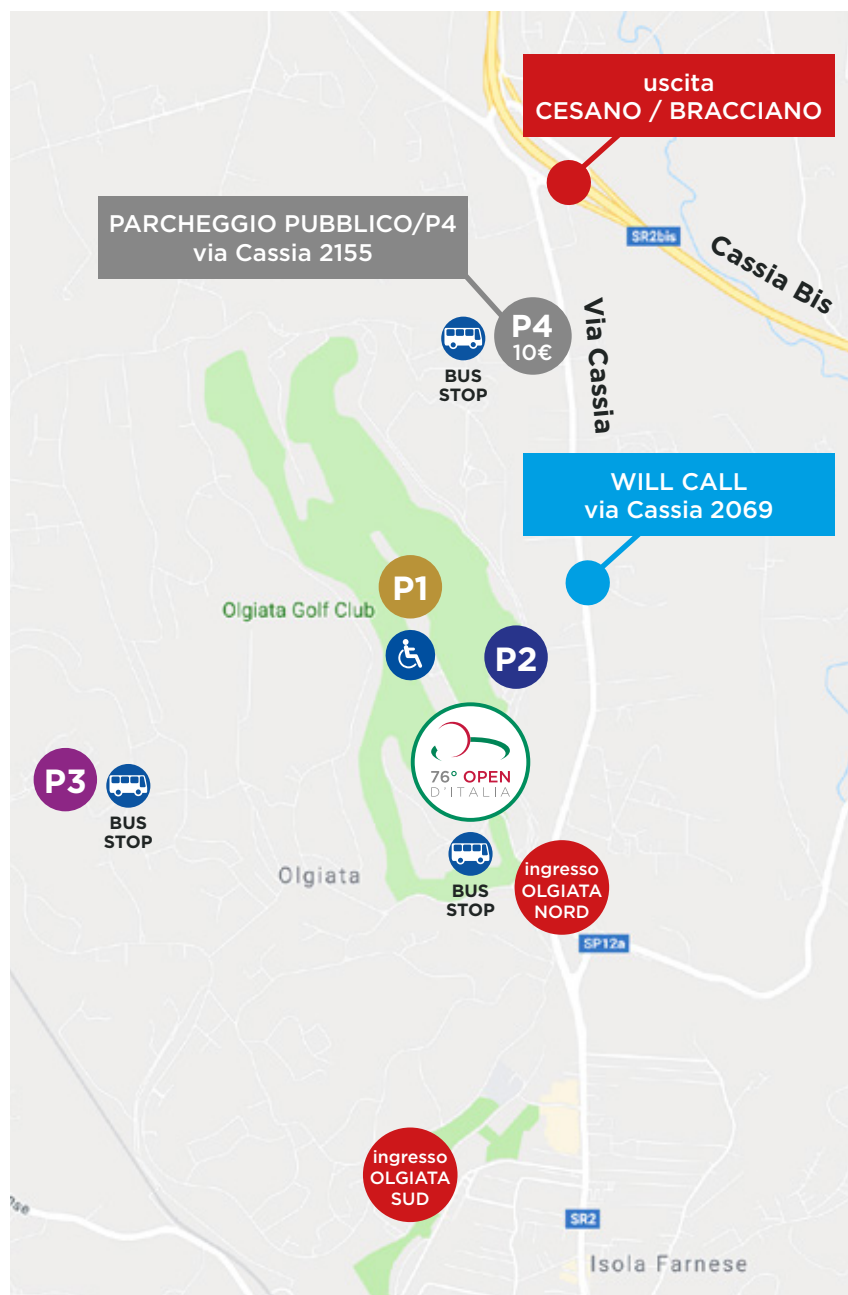 uscita
CESANO / BRACCIANO
PARCHEGGIO PUBBLICO/P4
via Cassia 2155
SR2bis
Cassia Bis
P4
10€
BUS
STOP
Via Cassia
WILL CALL
via Cassia 2069
P1
Olgiata Golf Club
P2
76° OPEN
D'ITALIA
P3
BUS
STOP
BUS
STOP
Olgiata
ingresso
OLGIATA
NORD
SP12a
ingresso
OLGIATA
SUD
SR2
Isola Farnese